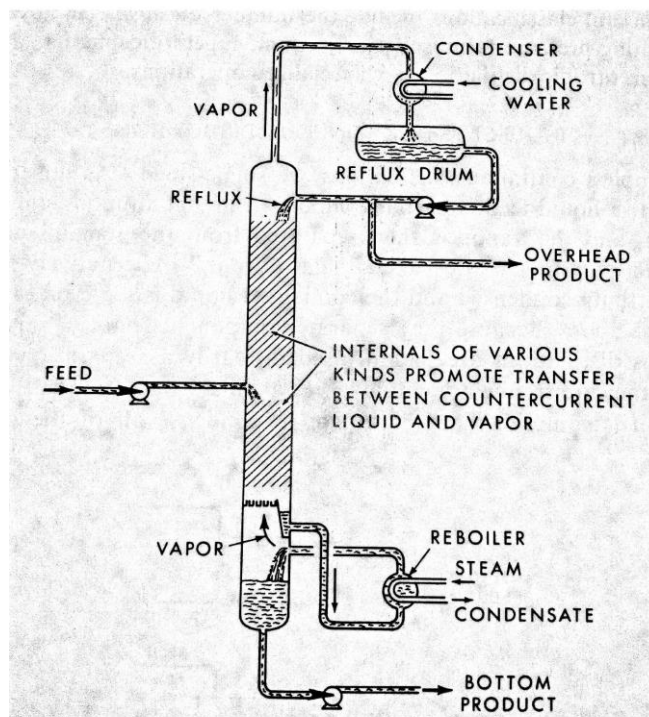 CONDENSER
COOLING
WATER
VAPOR
REFLUX DRUM
REFLUX
OVERHEAD
PRODUCT
INTERNALS OF VARIOUS
KINDS PROMOTE TRANSFER
BETWEEN COUNTERCURRENT
LIQUID AND VAPOR
FEED
VAPOR
REBOILER
STEAM
CONDENSATE
BOTTOM
PRODUCT